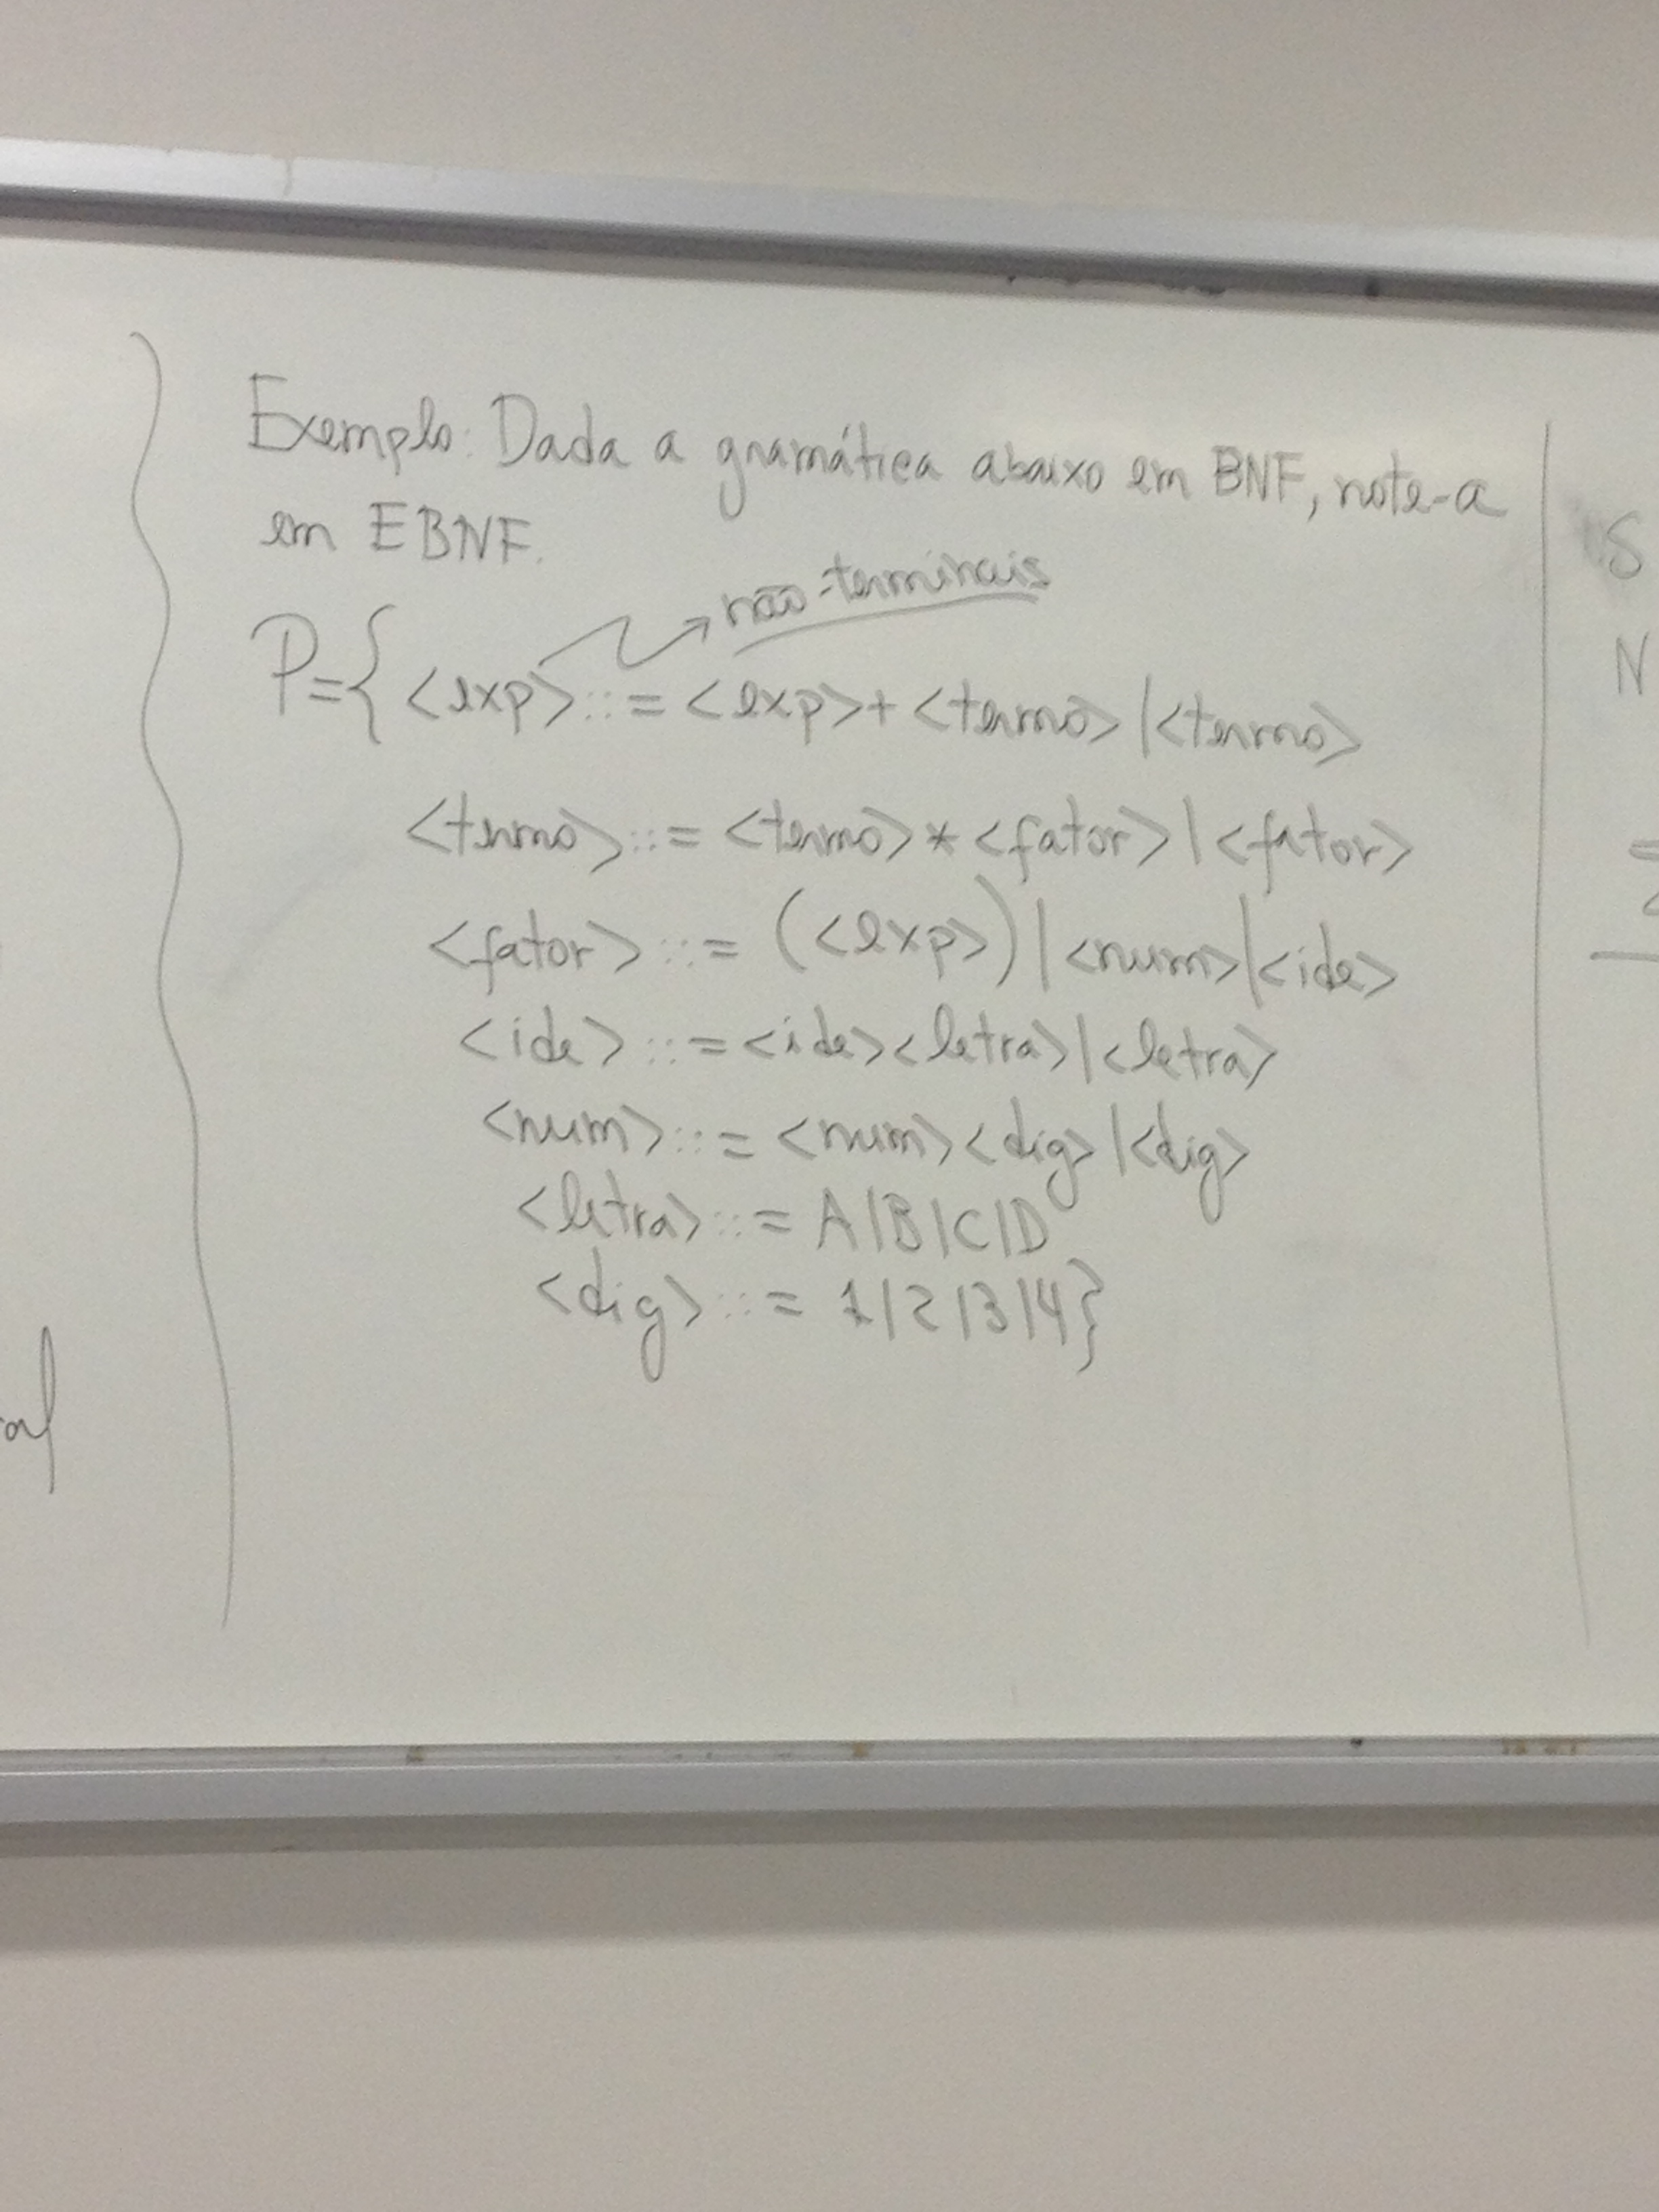 Exemplo: Dada a gramática abaixo em BNF, note-a
em EBNF.
não-terminais
P={ <exp>::= <exp>+<termo>|<termo>
<termo>::= <termo>*<fator>|<fator>
<fator>::= (<exp>)|<num>|<ide>
<ide>::=<ide><letra>|<letra>
<num>::= <num><dig>|<dig>
<letra>::= A|B|C|D
<dig>::= 1|2|3|4}
S
N